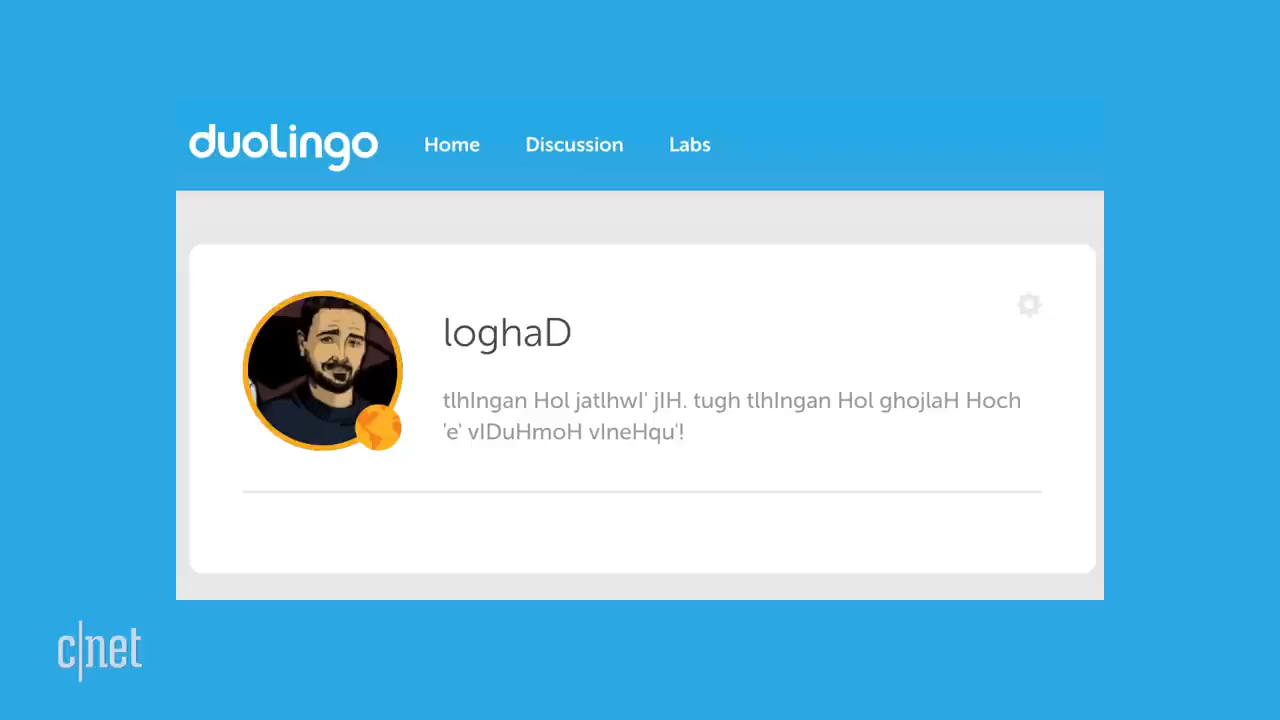 duolingo Home Discussion Labs
loghaD
tlhIngan Hol jatlhwI' jIH. tugh tlhIngan Hol ghojlaH Hoch
'e' vIDuHmoH vIneHqu'!
c|net